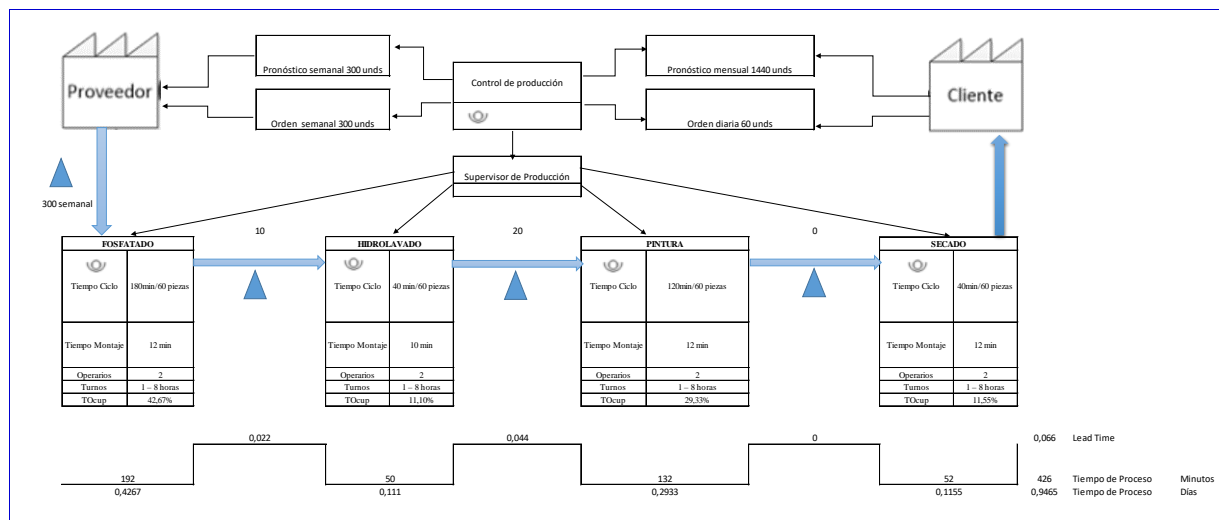 Proveedor
Pronóstico semanal 300 unds
Orden semanal 300 unds
Control de producción
Pronóstico mensual 1440 unds
Orden diaria 60 unds
Cliente
Supervisor de Producción
300 semanal
10
20
0
FOSFATADO
Tiempo Ciclo 180min/60 piezas
Tiempo Montaje 12 min
Operarios 2
Turnos 1 – 8 horas
TOcup 42,67%
HIDROLAVADO
Tiempo Ciclo 40 min/60 piezas
Tiempo Montaje 10 min
Operarios 2
Turnos 1 – 8 horas
TOcup 11,10%
PINTURA
Tiempo Ciclo 120min/60 piezas
Tiempo Montaje 12 min
Operarios 2
Turnos 1 – 8 horas
TOcup 29,33%
SECADO
Tiempo Ciclo 40min/60 piezas
Tiempo Montaje 12 min
Operarios 2
Turnos 1 – 8 horas
TOcup 11,55%
0,022 0,044 0 0,066 Lead Time
192 50 132 52 426 Tiempo de Proceso Minutos
0,4267 0,111 0,2933 0,1155 0,9465 Tiempo de Proceso Días